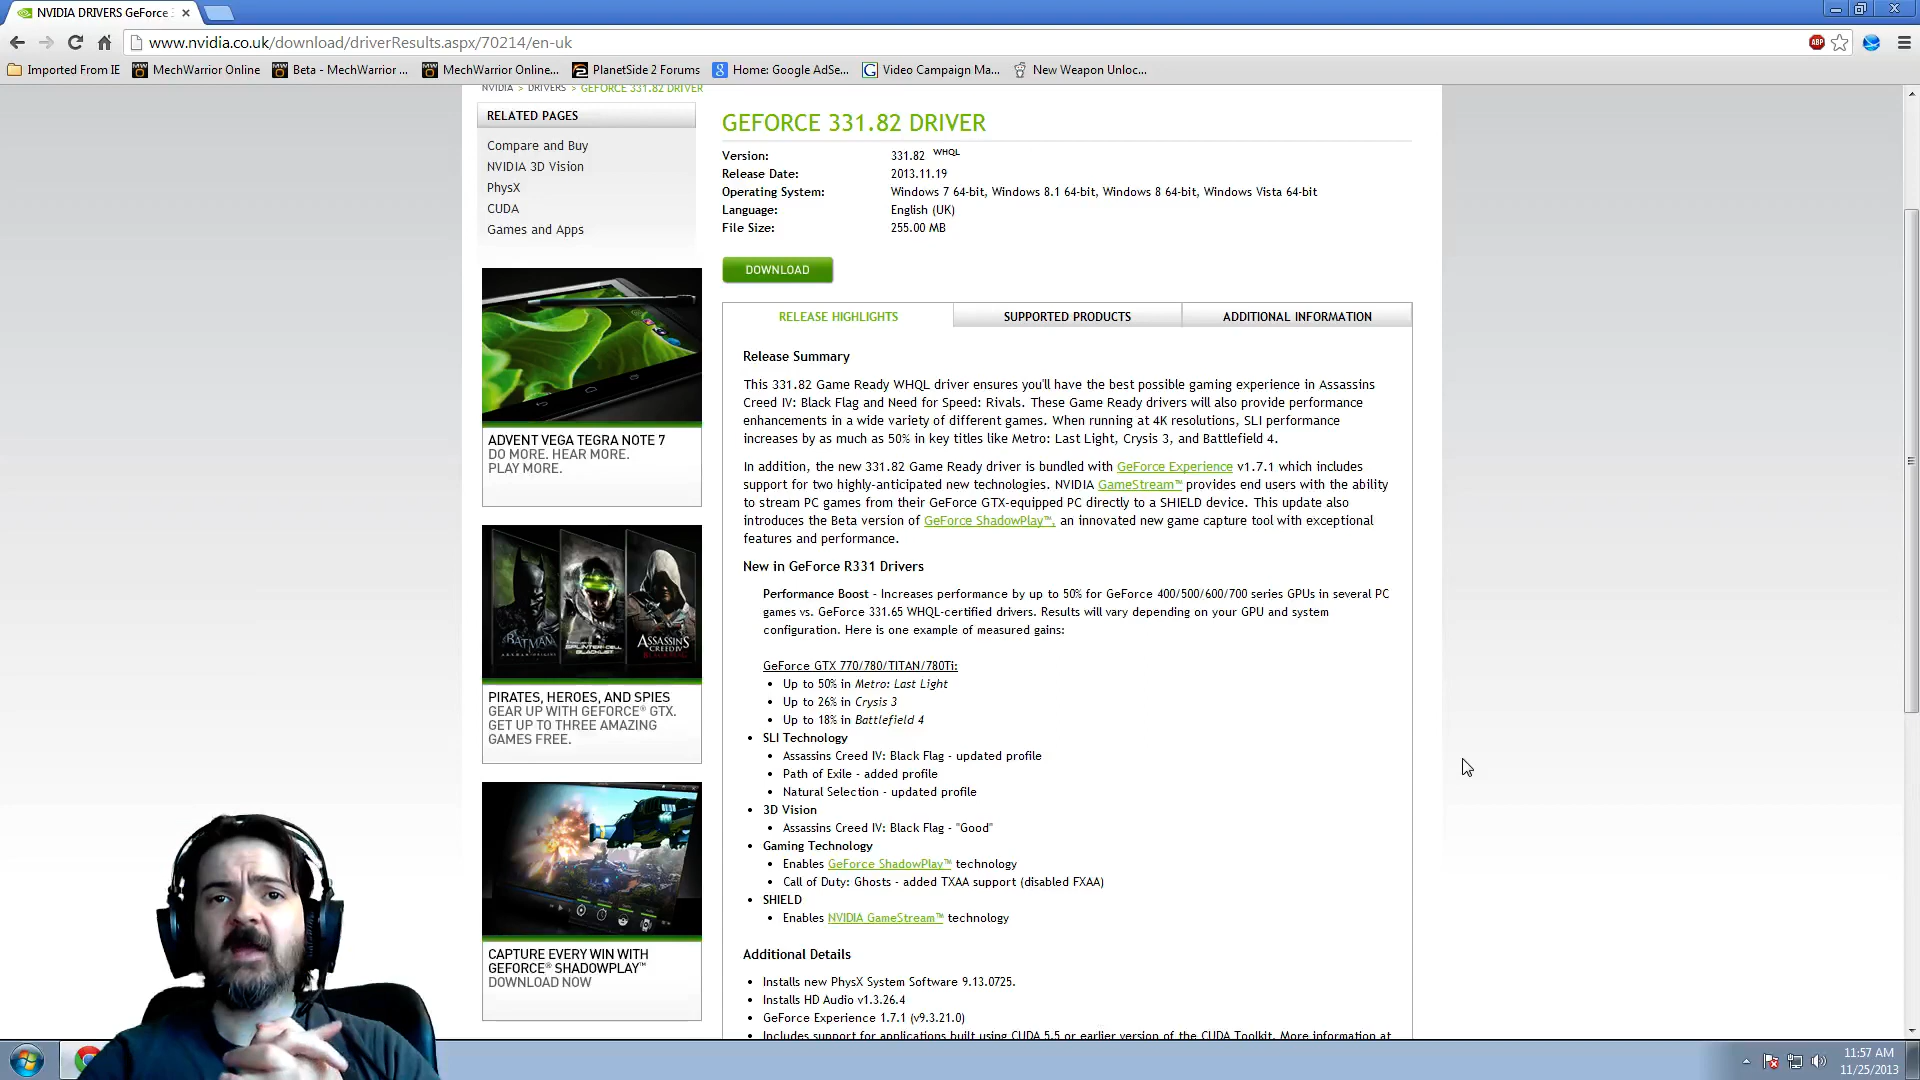 NVIDIA DRIVERS GeForce
www.nvidia.co.uk/download/driverResults.aspx/70214/en-uk
ABP
Imported From IE
MechWarrior Online
Beta - MechWarrior ...
MechWarrior Online...
PlanetSide 2 Forums
Home: Google AdSe...
Video Campaign Ma...
New Weapon Unloc...
NVIDIA > DRIVERS > GEFORCE 331.82 DRIVER
RELATED PAGES
Compare and Buy
NVIDIA 3D Vision
PhysX
CUDA
Games and Apps
ADVENT VEGA TEGRA NOTE 7
DO MORE. HEAR MORE.
PLAY MORE.
BATMAN
SPLINTER CELL
BLACKLIST
ASSASSIN'S
CREED IV
PIRATES, HEROES, AND SPIES
GEAR UP WITH GEFORCE® GTX.
GET UP TO THREE AMAZING
GAMES FREE.
CAPTURE EVERY WIN WITH
GEFORCE® SHADOWPLAY™
DOWNLOAD NOW
GEFORCE 331.82 DRIVER
Version: 331.82 WHQL
Release Date: 2013.11.19
Operating System: Windows 7 64-bit, Windows 8.1 64-bit, Windows 8 64-bit, Windows Vista 64-bit
Language: English (UK)
File Size: 255.00 MB
DOWNLOAD
RELEASE HIGHLIGHTS
SUPPORTED PRODUCTS
ADDITIONAL INFORMATION
Release Summary
This 331.82 Game Ready WHQL driver ensures you'll have the best possible gaming experience in Assassins
Creed IV: Black Flag and Need for Speed: Rivals. These Game Ready drivers will also provide performance
enhancements in a wide variety of different games. When running at 4K resolutions, SLI performance
increases by as much as 50% in key titles like Metro: Last Light, Crysis 3, and Battlefield 4.
In addition, the new 331.82 Game Ready driver is bundled with GeForce Experience v1.7.1 which includes
support for two highly-anticipated new technologies. NVIDIA GameStream™ provides end users with the ability
to stream PC games from their GeForce GTX-equipped PC directly to a SHIELD device. This update also
introduces the Beta version of GeForce ShadowPlay™, an innovated new game capture tool with exceptional
features and performance.
New in GeForce R331 Drivers
Performance Boost - Increases performance by up to 50% for GeForce 400/500/600/700 series GPUs in several PC
games vs. GeForce 331.65 WHQL-certified drivers. Results will vary depending on your GPU and system
configuration. Here is one example of measured gains:
GeForce GTX 770/780/TITAN/780Ti:
• Up to 50% in Metro: Last Light
• Up to 26% in Crysis 3
• Up to 18% in Battlefield 4
• SLI Technology
• Assassins Creed IV: Black Flag - updated profile
• Path of Exile - added profile
• Natural Selection - updated profile
• 3D Vision
• Assassins Creed IV: Black Flag - "Good"
• Gaming Technology
• Enables GeForce ShadowPlay™ technology
• Call of Duty: Ghosts - added TXAA support (disabled FXAA)
• SHIELD
• Enables NVIDIA GameStream™ technology
Additional Details
• Installs new PhysX System Software 9.13.0725.
• Installs HD Audio v1.3.26.4
• GeForce Experience 1.7.1 (v9.3.21.0)
• Includes support for applications built using CUDA 5.5 or earlier version of the CUDA Toolkit. More information at
11:57 AM
11/25/2013